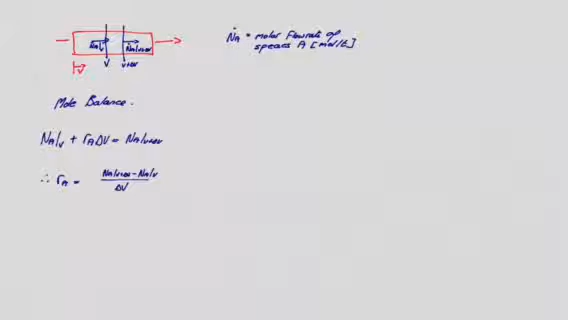 ṄA = molar flowrate of
species A [mol/t]
NA|V NA|V+ΔV
V V V+ΔV
Mole Balance.
NA|V + rAΔV = NA|V+ΔV
∴ rA = NA|V+ΔV - NA|V
ΔV